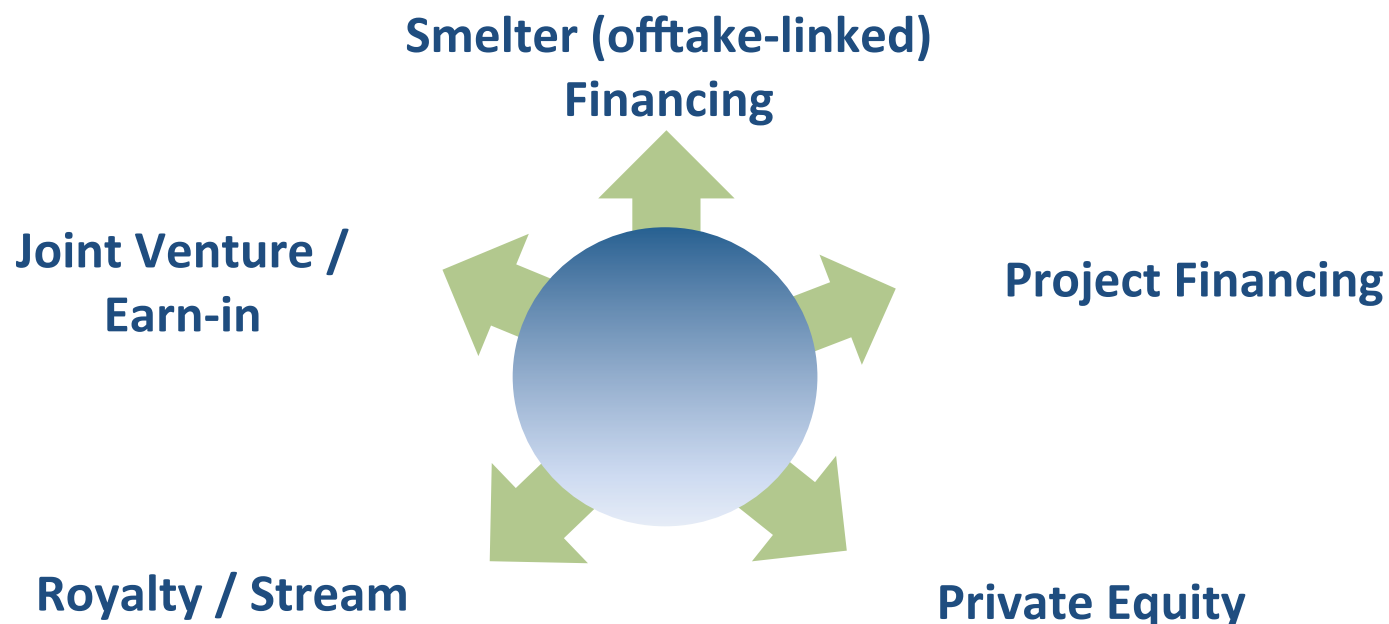 Smelter (offtake-linked)
Financing
Joint Venture /
Earn-in
Project Financing
Royalty / Stream
Private Equity